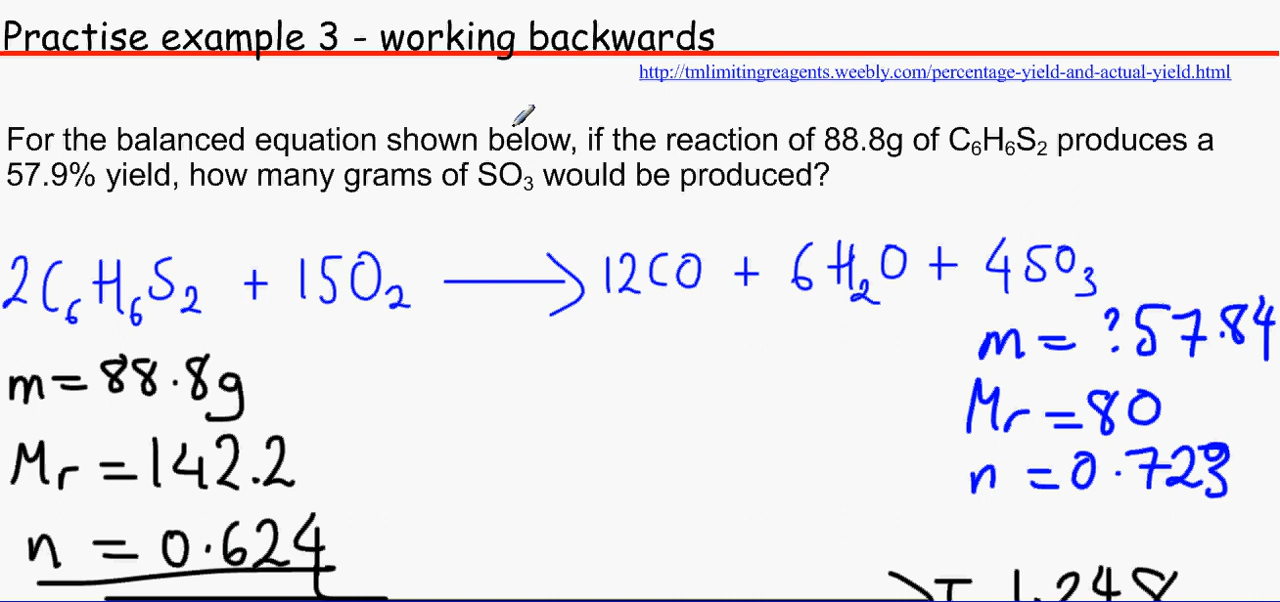 Practise example 3 - working backwards
http://tmlimitingreagents.weebly.com/percentage-yield-and-actual-yield.html
For the balanced equation shown below, if the reaction of 88.8g of C₆H₆S₂ produces a
57.9% yield, how many grams of SO₃ would be produced?
2C₆H₆S₂ + 15O₂ ⟶ 12CO + 6H₂O + 4SO₃
m = ? 57.84
m = 88.8g
Mr = 80
Mr = 142.2
n = 0.723
n = 0.624
1.248